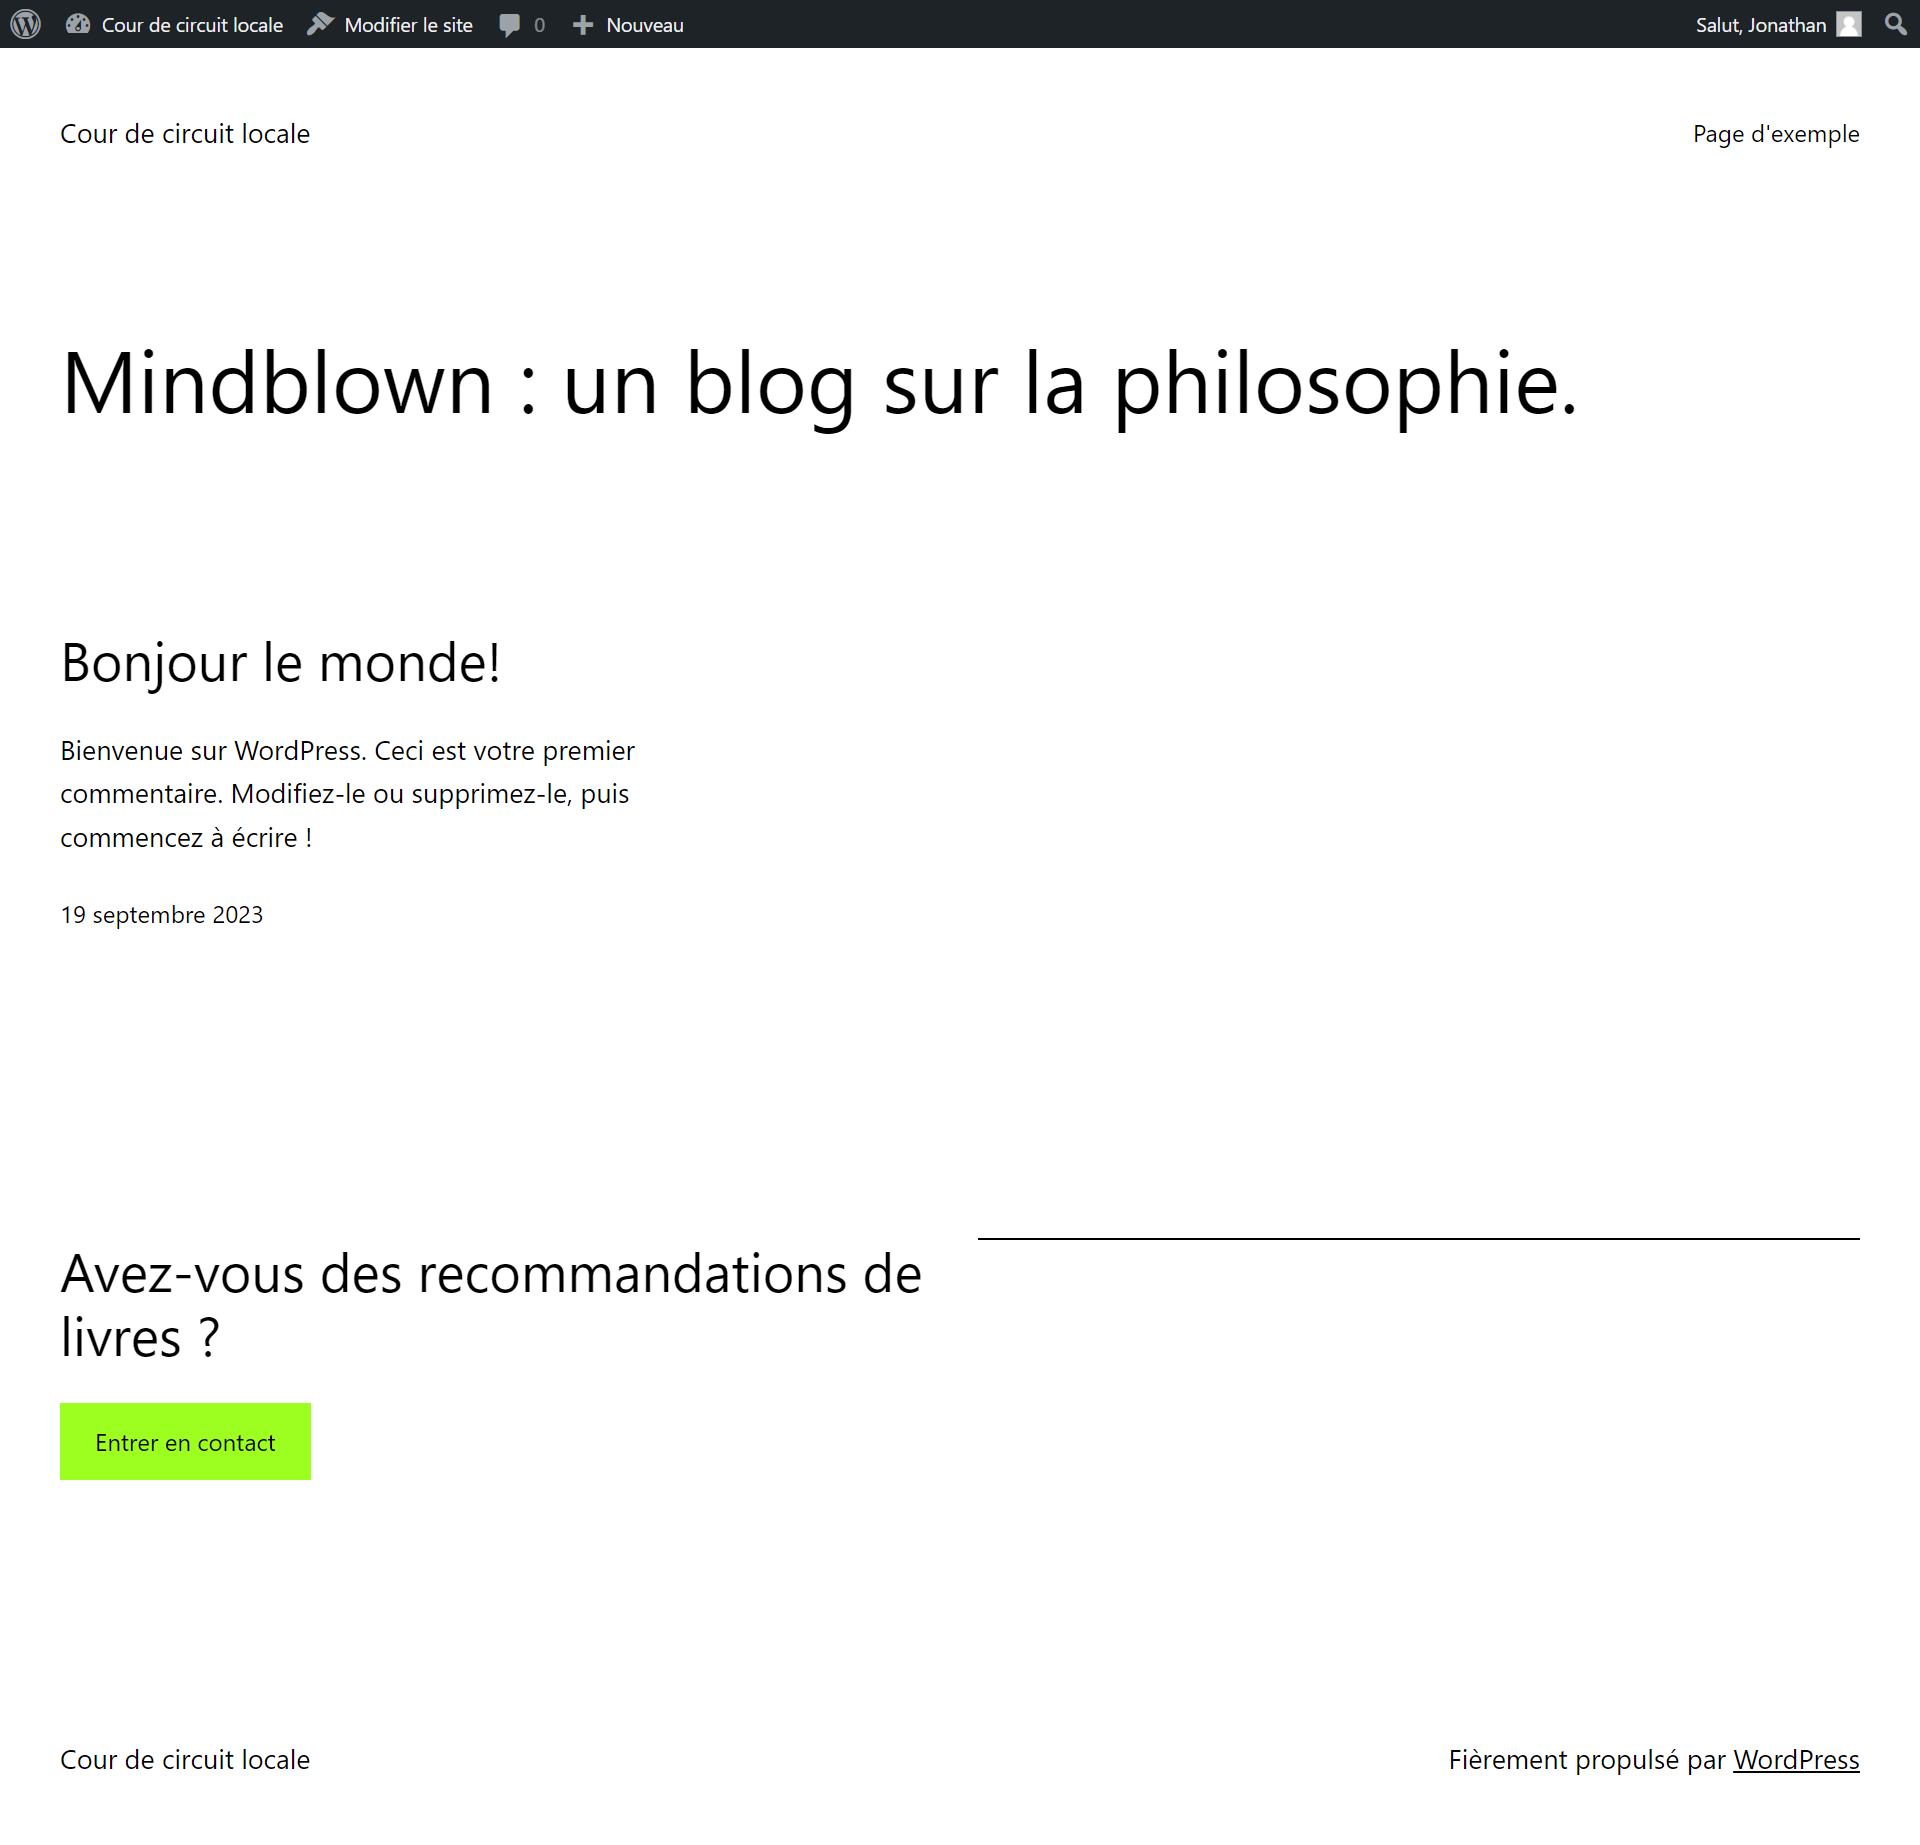 Cour de circuit locale
Modifier le site
0
Nouveau
Salut, Jonathan
Cour de circuit locale
Page d'exemple
Mindblown : un blog sur la philosophie.
Bonjour le monde!
Bienvenue sur WordPress. Ceci est votre premier
commentaire. Modifiez-le ou supprimez-le, puis
commencez à écrire !
19 septembre 2023
Avez-vous des recommandations de
livres ?
Entrer en contact
Cour de circuit locale
Fièrement propulsé par WordPress